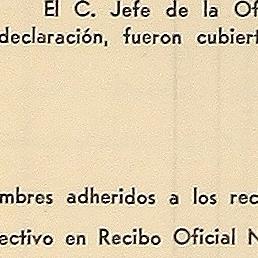 El C. Jefe de la Of
declaración, fueron cubiert
mbres adheridos a los rec
ectivo en Recibo Oficial N